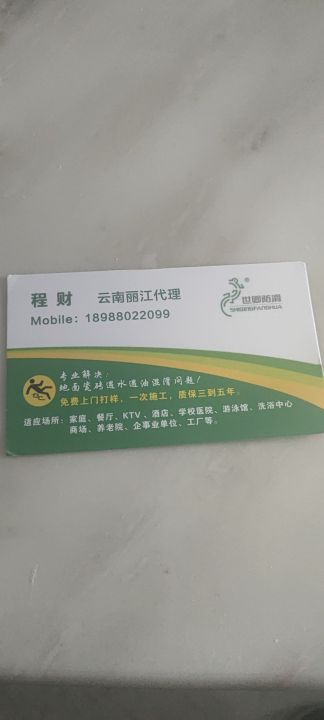 程 财 云南丽江代理
Mobile: 18988022099
世卿防滑
SHIQINGFANGHUA
专业解决:
地面瓷砖遇水遇油湿滑问题!
免费上门打样，一次施工，质保三到五年。
适应场所: 家庭、餐厅、KTV、酒店、学校医院、游泳馆、洗浴中心
商场、养老院、企事业单位、工厂等。